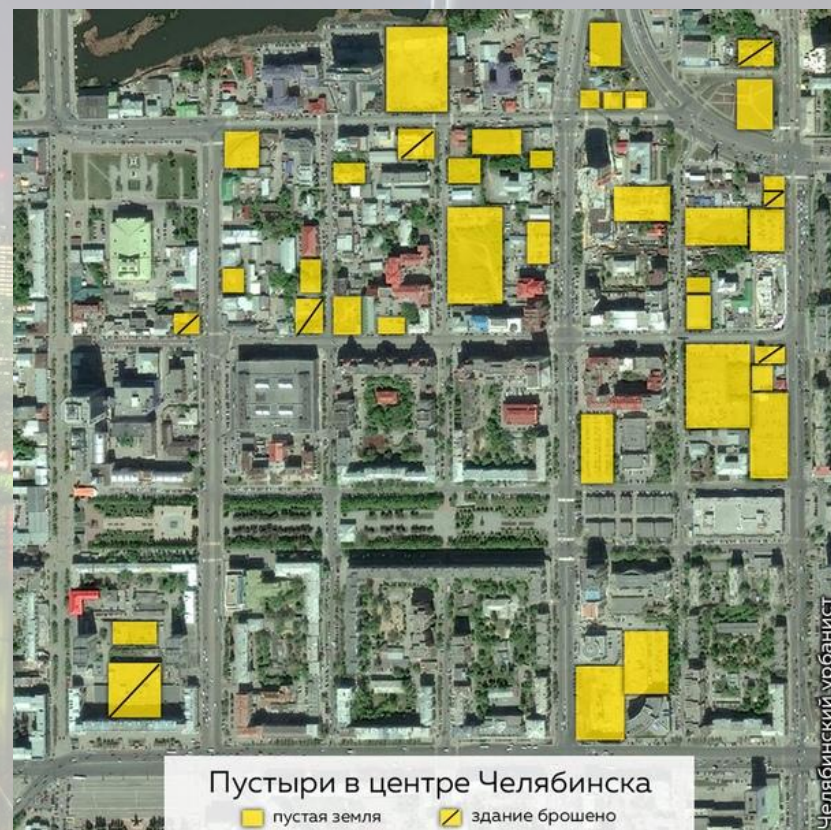 Челябинский урбанист
Пустыри в центре Челябинска
пустая земля
здание брошено